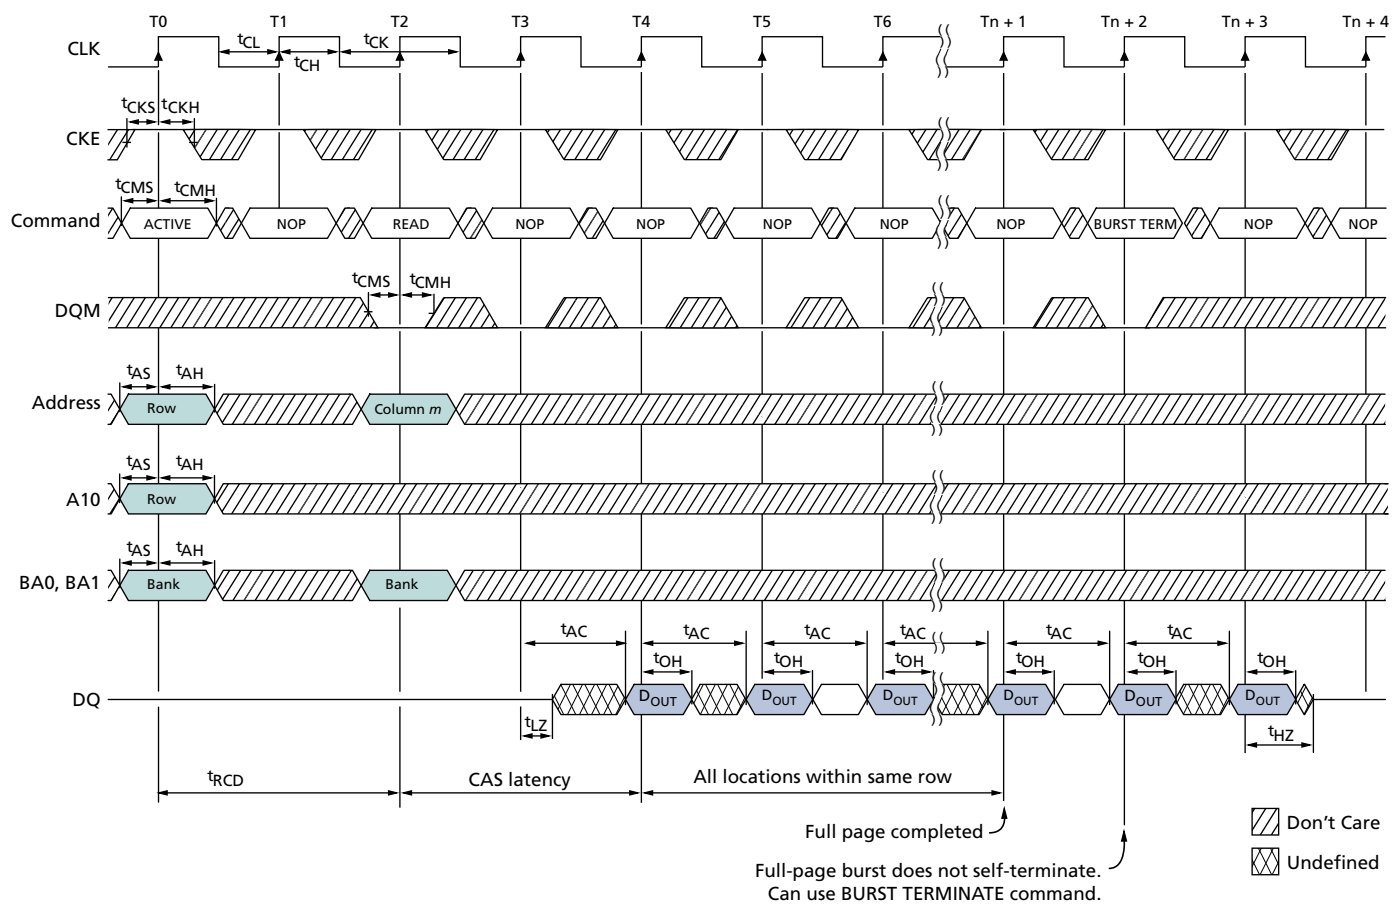 T0 T1 T2 T3 T4 T5 T6 Tn + 1 Tn + 2 Tn + 3 Tn + 4
CLK tCL tCH tCK
tCKS tCKH
CKE
tCMS tCMH
Command ACTIVE NOP READ NOP NOP NOP NOP NOP BURST TERM NOP NOP
tCMS tCMH
DQM
tAS tAH
Address Row Column m
tAS tAH
A10 Row
tAS tAH
BA0, BA1 Bank Bank
tAC tAC tAC tAC tAC tAC
tOH tOH tOH tOH tOH tOH
DQ DOUT DOUT DOUT DOUT DOUT DOUT
tLZ tHZ
tRCD CAS latency All locations within same row
Full page completed
Full-page burst does not self-terminate.
Can use BURST TERMINATE command.
Don't Care
Undefined